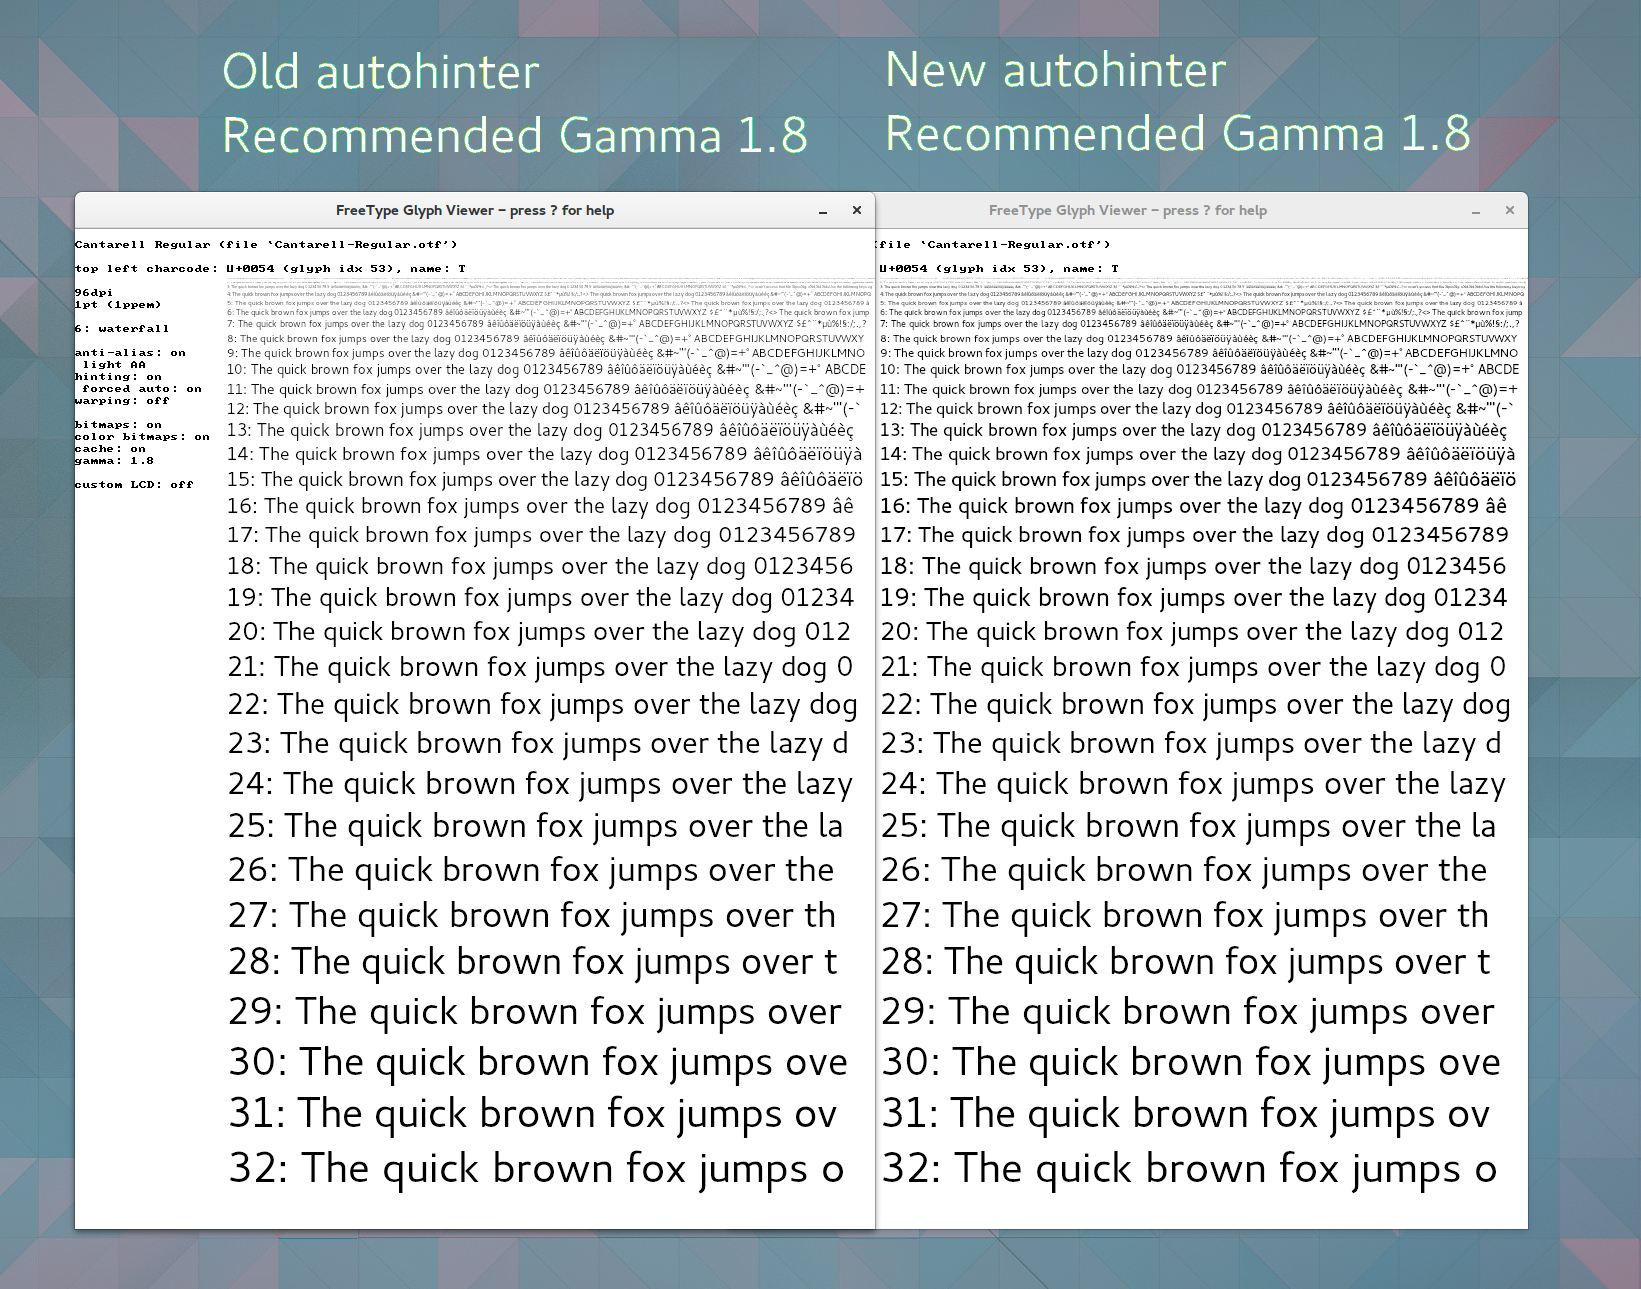 Old autohinter
Recommended Gamma 1.8
New autohinter
Recommended Gamma 1.8
FreeType Glyph Viewer - press ? for help
Cantarell Regular (file `Cantarell-Regular.otf')
top left charcode: U+0054 (glyph idx 53), name: T
96dpi
1pt (1ppem)
6: waterfall
anti-alias: on
light AA
hinting: on
forced auto: on
warping: off
bitmaps: on
color bitmaps: on
cache: on
gamma: 1.8
custom LCD: off
7: The quick brown fox jumps over the lazy dog 0123456789 âêîûôäëïöüÿàùéèç &#~"'(-`_^@)=+° ABCDEFGHIJKLMNOPQRSTUVWXYZ $£^¨*µù%!§:/;.,?
8: The quick brown fox jumps over the lazy dog 0123456789 âêîûôäëïöüÿàùéèç &#~"'(-`_^@)=+° ABCDEFGHIJKLMNOPQRSTUVWXY
9: The quick brown fox jumps over the lazy dog 0123456789 âêîûôäëïöüÿàùéèç &#~"'(-`_^@)=+° ABCDEFGHIJKLMNO
10: The quick brown fox jumps over the lazy dog 0123456789 âêîûôäëïöüÿàùéèç &#~"'(-`_^@)=+° ABCDE
11: The quick brown fox jumps over the lazy dog 0123456789 âêîûôäëïöüÿàùéèç &#~"'(-`_^@)=+
12: The quick brown fox jumps over the lazy dog 0123456789 âêîûôäëïöüÿàùéèç &#~"'(-`
13: The quick brown fox jumps over the lazy dog 0123456789 âêîûôäëïöüÿàùéèç
14: The quick brown fox jumps over the lazy dog 0123456789 âêîûôäëïöüÿà
15: The quick brown fox jumps over the lazy dog 0123456789 âêîûôäëïö
16: The quick brown fox jumps over the lazy dog 0123456789 âê
17: The quick brown fox jumps over the lazy dog 0123456789
18: The quick brown fox jumps over the lazy dog 0123456
19: The quick brown fox jumps over the lazy dog 01234
20: The quick brown fox jumps over the lazy dog 012
21: The quick brown fox jumps over the lazy dog 0
22: The quick brown fox jumps over the lazy dog
23: The quick brown fox jumps over the lazy d
24: The quick brown fox jumps over the lazy
25: The quick brown fox jumps over the la
26: The quick brown fox jumps over the
27: The quick brown fox jumps over th
28: The quick brown fox jumps over t
29: The quick brown fox jumps over
30: The quick brown fox jumps ove
31: The quick brown fox jumps ov
32: The quick brown fox jumps o
FreeType Glyph Viewer - press ? for help
(file `Cantarell-Regular.otf')
U+0054 (glyph idx 53), name: T
7: The quick brown fox jumps over the lazy dog 0123456789 âêîûôäëïöüÿàùéèç &#~"'(-`_^@)=+° ABCDEFGHIJKLMNOPQRSTUVWXYZ $£^¨*µù%!§:/;.,?
8: The quick brown fox jumps over the lazy dog 0123456789 âêîûôäëïöüÿàùéèç &#~"'(-`_^@)=+° ABCDEFGHIJKLMNOPQRSTUVWXY
9: The quick brown fox jumps over the lazy dog 0123456789 âêîûôäëïöüÿàùéèç &#~"'(-`_^@)=+° ABCDEFGHIJKLMNO
10: The quick brown fox jumps over the lazy dog 0123456789 âêîûôäëïöüÿàùéèç &#~"'(-`_^@)=+° ABCDE
11: The quick brown fox jumps over the lazy dog 0123456789 âêîûôäëïöüÿàùéèç &#~"'(-`_^@)=+
12: The quick brown fox jumps over the lazy dog 0123456789 âêîûôäëïöüÿàùéèç &#~"'(-`
13: The quick brown fox jumps over the lazy dog 0123456789 âêîûôäëïöüÿàùéèç
14: The quick brown fox jumps over the lazy dog 0123456789 âêîûôäëïöüÿà
15: The quick brown fox jumps over the lazy dog 0123456789 âêîûôäëïö
16: The quick brown fox jumps over the lazy dog 0123456789 âê
17: The quick brown fox jumps over the lazy dog 0123456789
18: The quick brown fox jumps over the lazy dog 0123456
19: The quick brown fox jumps over the lazy dog 01234
20: The quick brown fox jumps over the lazy dog 012
21: The quick brown fox jumps over the lazy dog 0
22: The quick brown fox jumps over the lazy dog
23: The quick brown fox jumps over the lazy d
24: The quick brown fox jumps over the lazy
25: The quick brown fox jumps over the la
26: The quick brown fox jumps over the
27: The quick brown fox jumps over th
28: The quick brown fox jumps over t
29: The quick brown fox jumps over
30: The quick brown fox jumps ove
31: The quick brown fox jumps ov
32: The quick brown fox jumps o